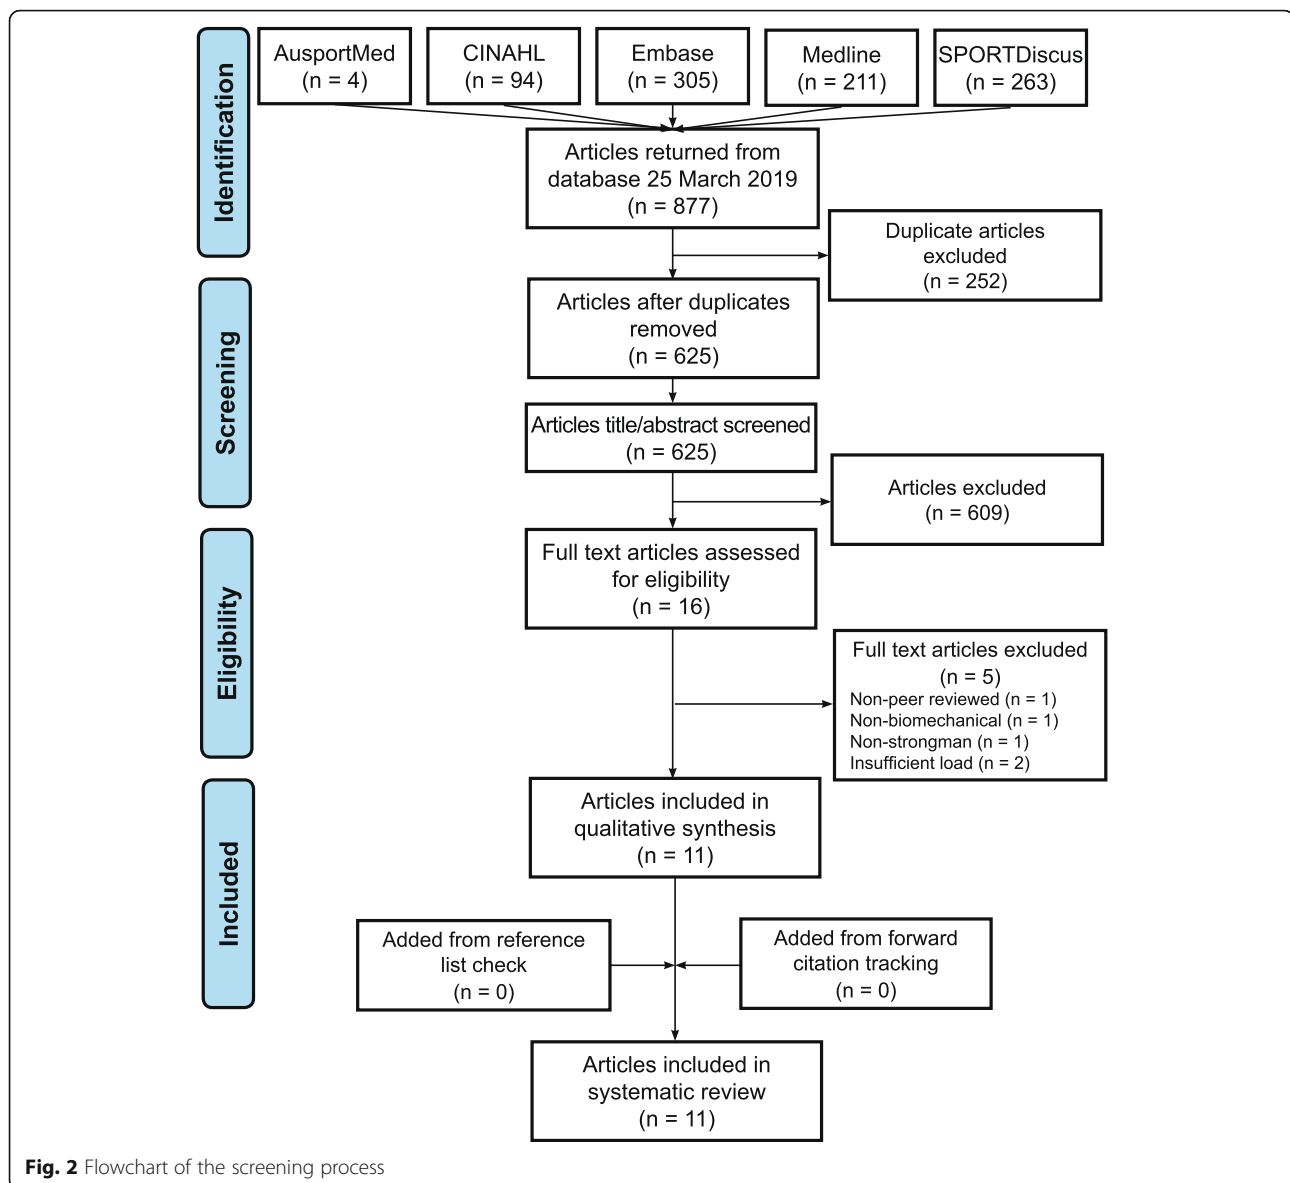 Identification
AusportMed
(n = 4)
CINAHL
(n = 94)
Embase
(n = 305)
Medline
(n = 211)
SPORTDiscus
(n = 263)
Articles returned from
database 25 March 2019
(n = 877)
Duplicate articles
excluded
(n = 252)
Screening
Articles after duplicates
removed
(n = 625)
Articles title/abstract screened
(n = 625)
Articles excluded
(n = 609)
Eligibility
Full text articles assessed
for eligibility
(n = 16)
Full text articles excluded
(n = 5)
Non-peer reviewed (n = 1)
Non-biomechanical (n = 1)
Non-strongman (n = 1)
Insufficient load (n = 2)
Included
Articles included in
qualitative synthesis
(n = 11)
Added from reference
list check
(n = 0)
Added from forward
citation tracking
(n = 0)
Articles included in
systematic review
(n = 11)
Fig. 2 Flowchart of the screening process